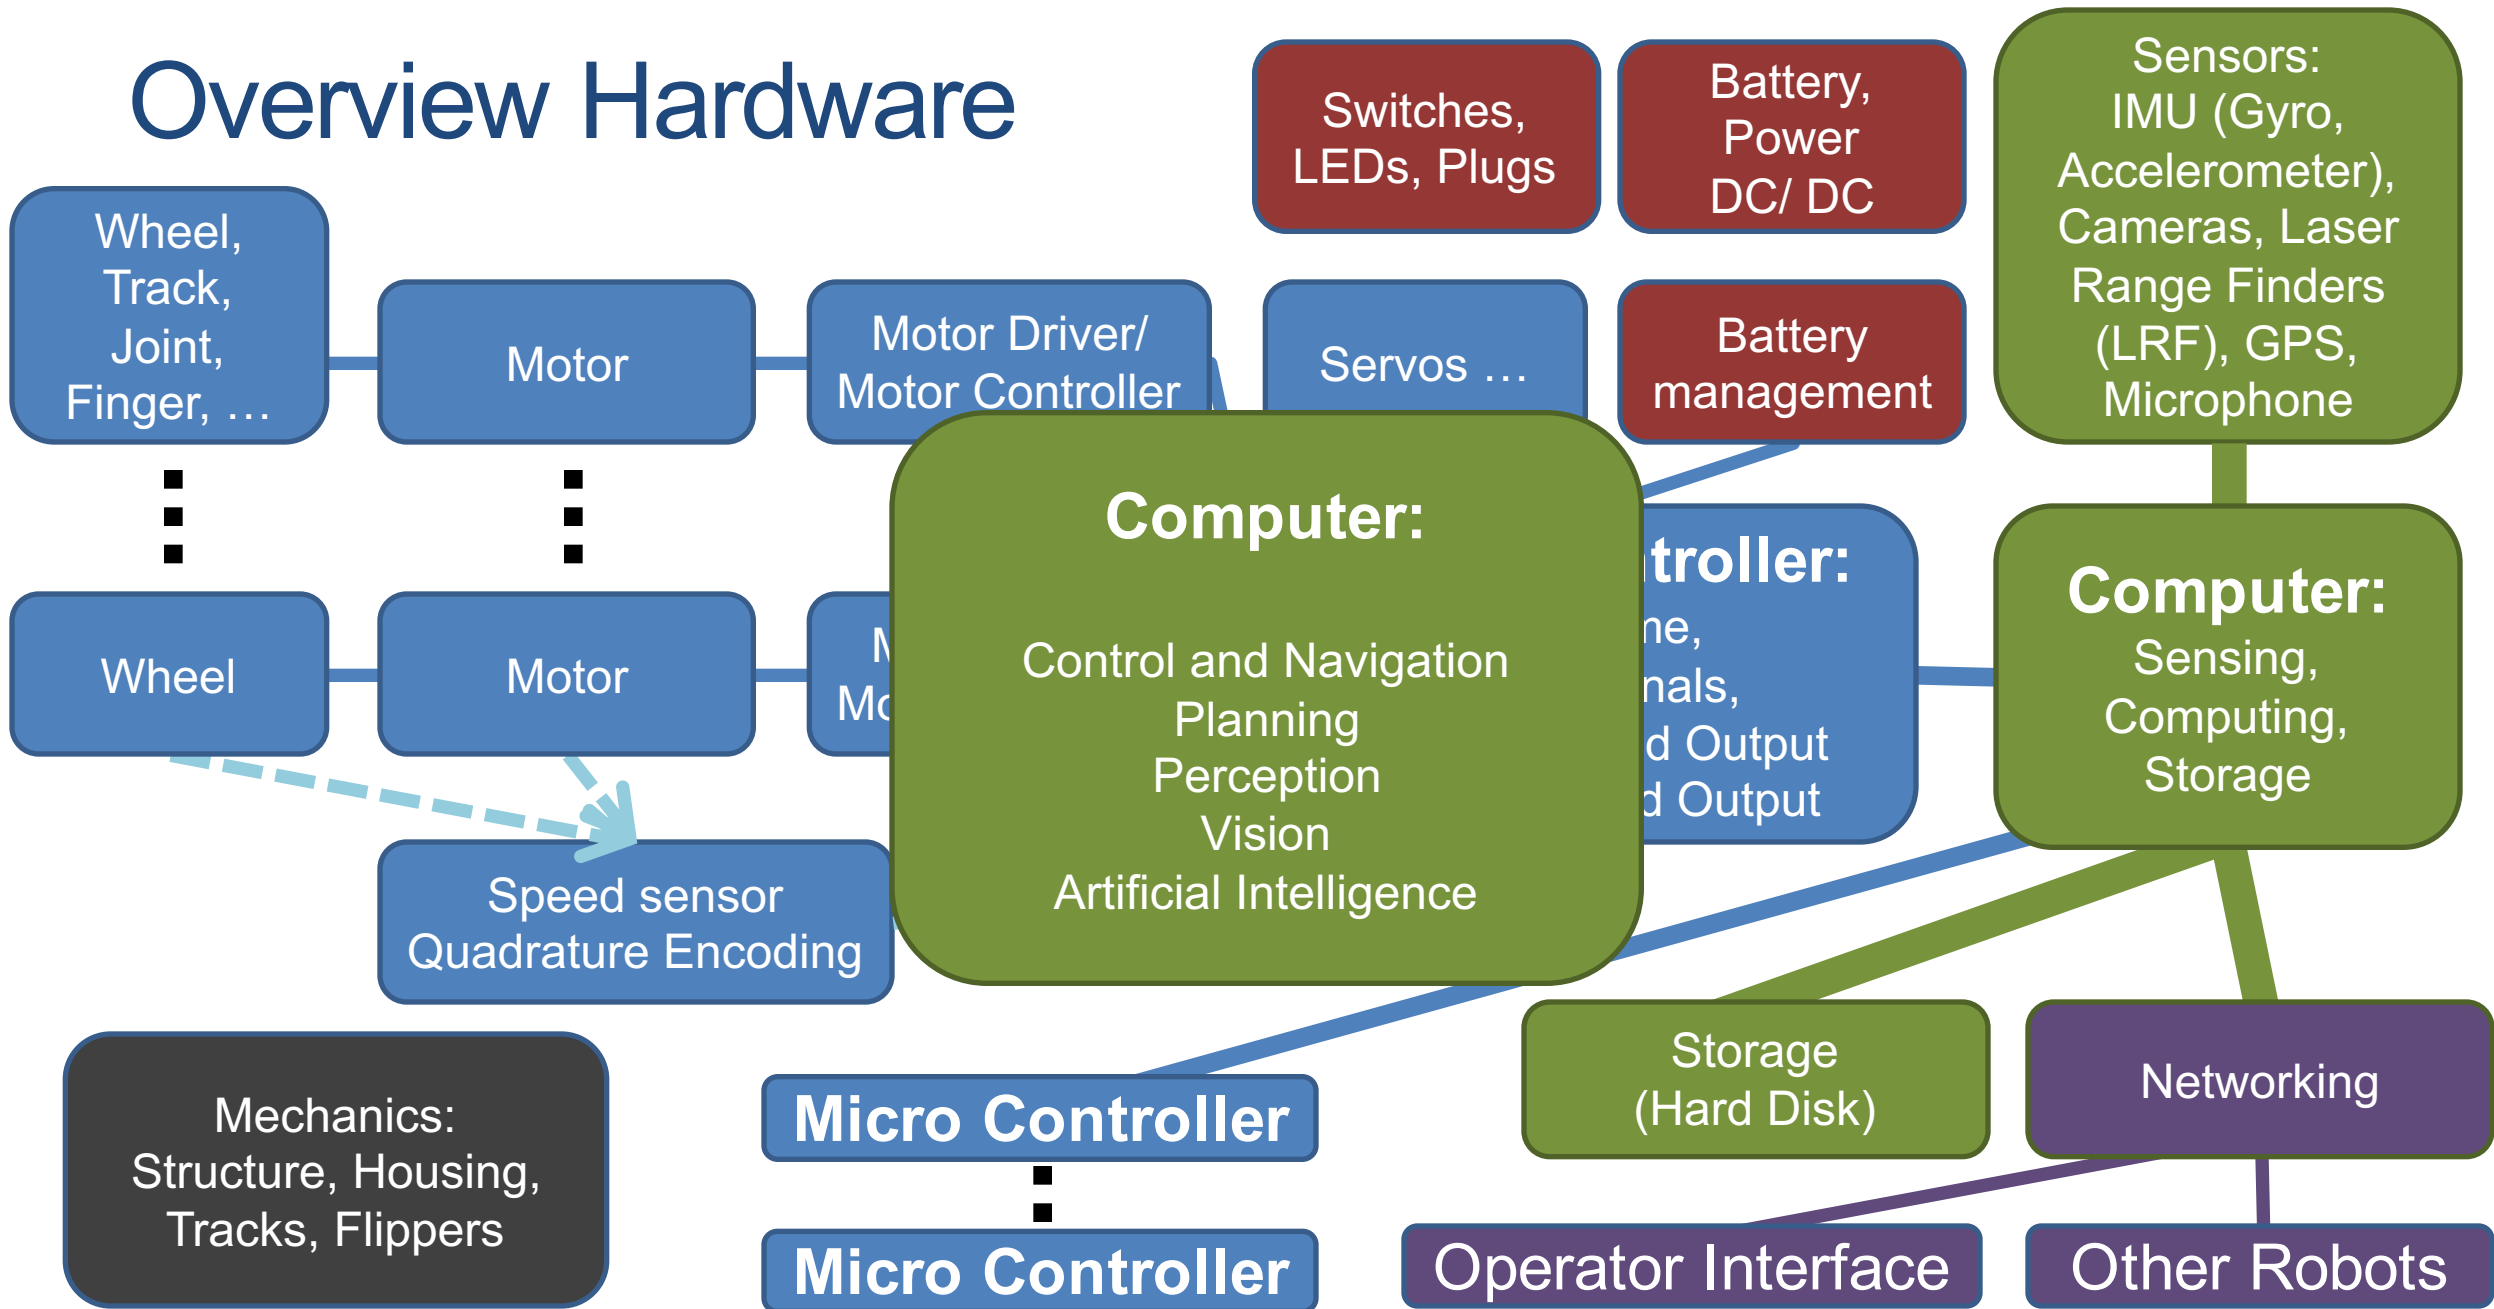 Overview Hardware
Switches,
LEDs, Plugs
Battery,
Power
DC/ DC
Sensors:
IMU (Gyro,
Accelerometer),
Cameras, Laser
Range Finders
(LRF), GPS,
Microphone
Wheel,
Track,
Joint,
Finger, …
Motor
Motor Driver/
Motor Controller
Servos …
Battery
management
Computer:
Control and Navigation
Planning
Perception
Vision
Artificial Intelligence
Output
Output
Computer:
Sensing,
Computing,
Storage
Wheel
Motor
Speed sensor
Quadrature Encoding
Mechanics:
Structure, Housing,
Tracks, Flippers
Micro Controller
Micro Controller
Storage
(Hard Disk)
Networking
Operator Interface
Other Robots